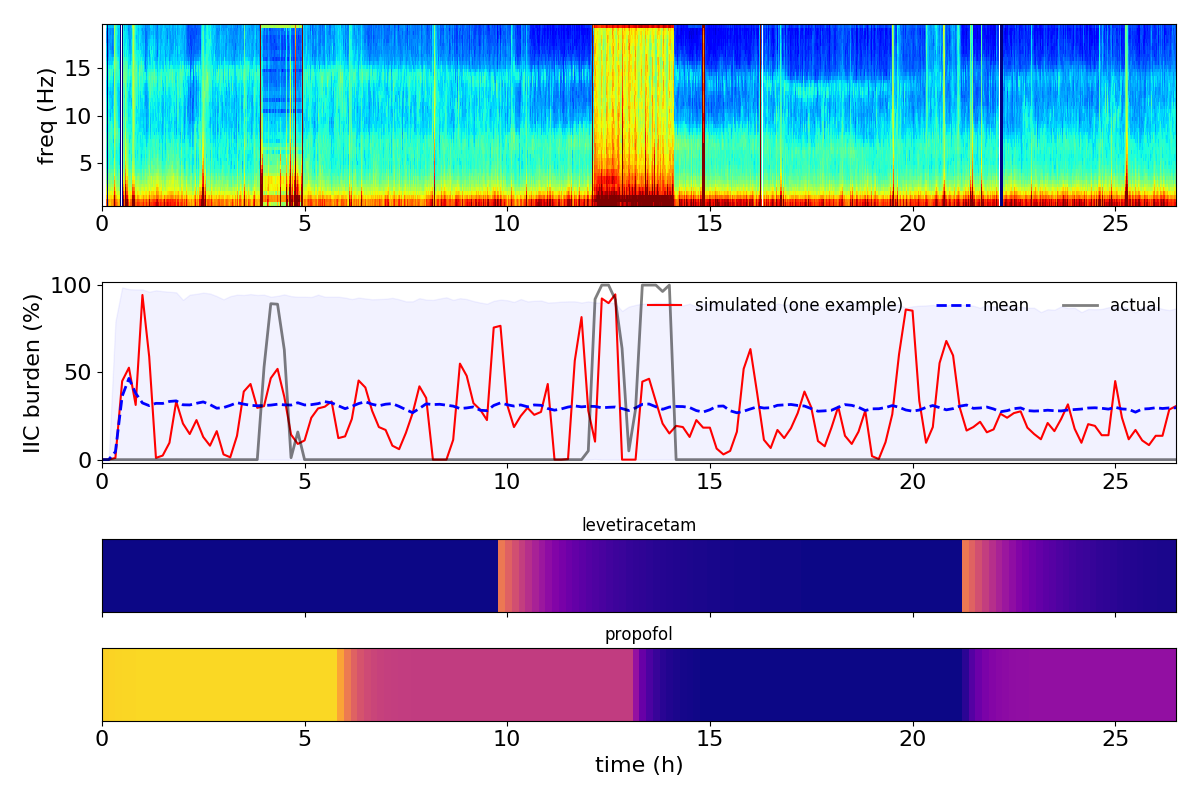 freq (Hz)
15
10
5
0 5 10 15 20 25
IIC burden (%)
100
50
0
simulated (one example) mean actual
0 5 10 15 20 25
levetiracetam
propofol
0 5 10 15 20 25
time (h)